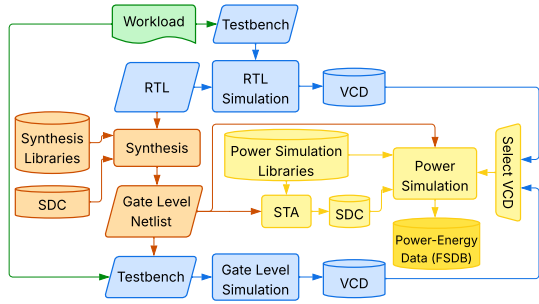 Workload
Testbench
RTL
RTL
Simulation
VCD
Synthesis
Libraries
Synthesis
Power Simulation
Libraries
Power
Simulation
Select VCD
SDC
Gate Level
Netlist
STA
SDC
Power-Energy
Data (FSDB)
Testbench
Gate Level
Simulation
VCD